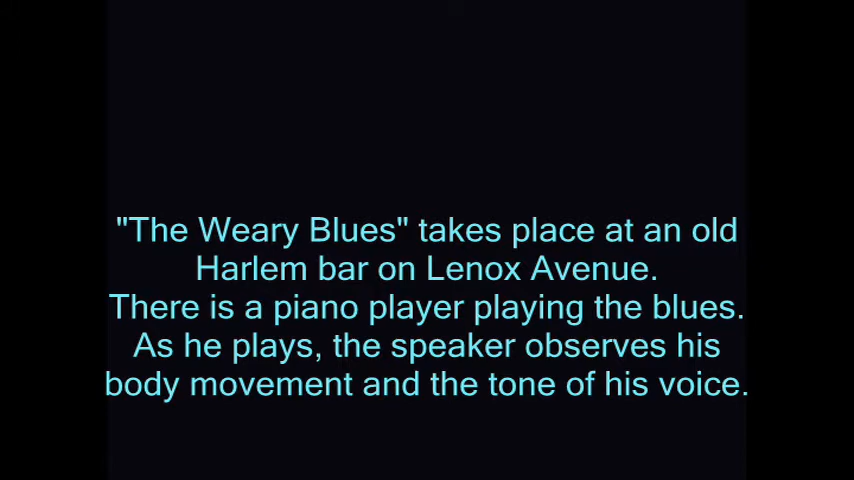 "The Weary Blues" takes place at an old
Harlem bar on Lenox Avenue.
There is a piano player playing the blues.
As he plays, the speaker observes his
body movement and the tone of his voice.